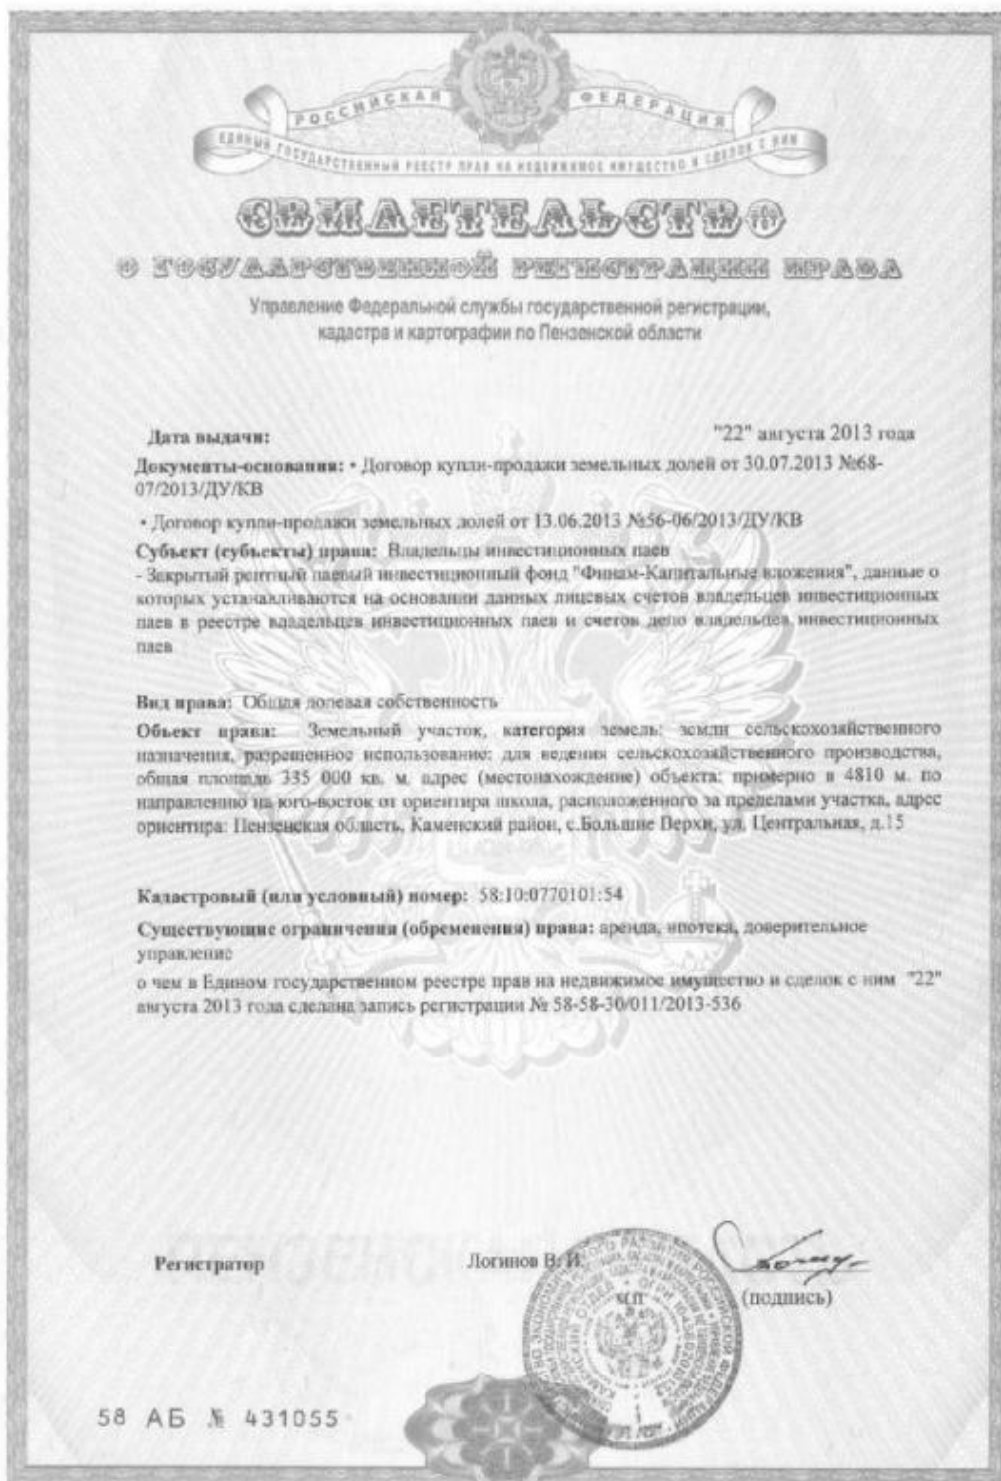 РОССИЙСКАЯ ФЕДЕРАЦИЯ
ЕДИНЫЙ ГОСУДАРСТВЕННЫЙ РЕЕСТР ПРАВ НА НЕДВИЖИМОЕ ИМУЩЕСТВО И СДЕЛОК С НИМ
СВИДЕТЕЛЬСТВО
О ГОСУДАРСТВЕННОЙ РЕГИСТРАЦИИ ПРАВА
Управление Федеральной службы государственной регистрации,
кадастра и картографии по Пензенской области
Дата выдачи: "22" августа 2013 года
Документы-основания: • Договор купли-продажи земельных долей от 30.07.2013 №68-
07/2013/ДУ/КВ
• Договор купли-продажи земельных долей от 13.06.2013 №56-06/2013/ДУ/КВ
Субъект (субъекты) права: Владельцы инвестиционных паев
- Закрытый рентный паевый инвестиционный фонд "Финам-Капитальные вложения", данные о
которых устанавливаются на основании данных лицевых счетов владельцев инвестиционных
паев в реестре владельцев инвестиционных паев и счетов депо владельцев инвестиционных
паев
Вид права: Общая долевая собственность
Объект права: Земельный участок, категория земель: земли сельскохозяйственного
назначения, разрешенное использование: для ведения сельскохозяйственного производства,
общая площадь 335 000 кв. м, адрес (местонахождение) объекта: примерно в 4810 м. по
направлению на юго-восток от ориентира школа, расположенного за пределами участка, адрес
ориентира: Пензенская область, Каменский район, с.Большие Верхи, ул. Центральная, д.15
Кадастровый (или условный) номер: 58:10:0770101:54
Существующие ограничения (обременения) права: аренда, ипотека, доверительное
управление
о чем в Едином государственном реестре прав на недвижимое имущество и сделок с ним "22"
августа 2013 года сделана запись регистрации № 58-58-30/011/2013-536
Регистратор Логинов В. И.
М.П. (подпись)
КАМЕНСКИЙ ОТДЕЛ
58 АБ № 431055